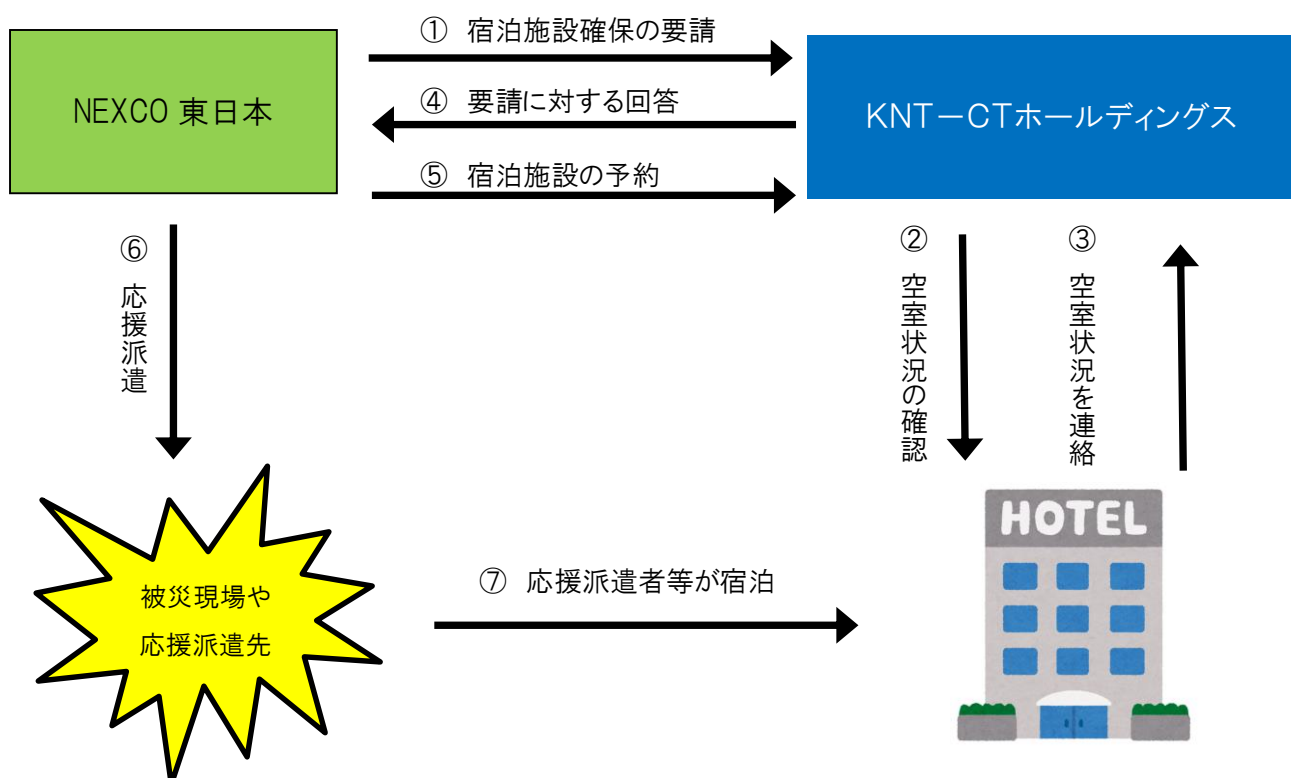 ① 宿泊施設確保の要請
NEXCO 東日本
④ 要請に対する回答
KNT－CTホールディングス
⑤ 宿泊施設の予約
⑥ 応援派遣
② 空室状況の確認
③ 空室状況を連絡
HOTEL
被災現場や
応援派遣先
⑦ 応援派遣者等が宿泊